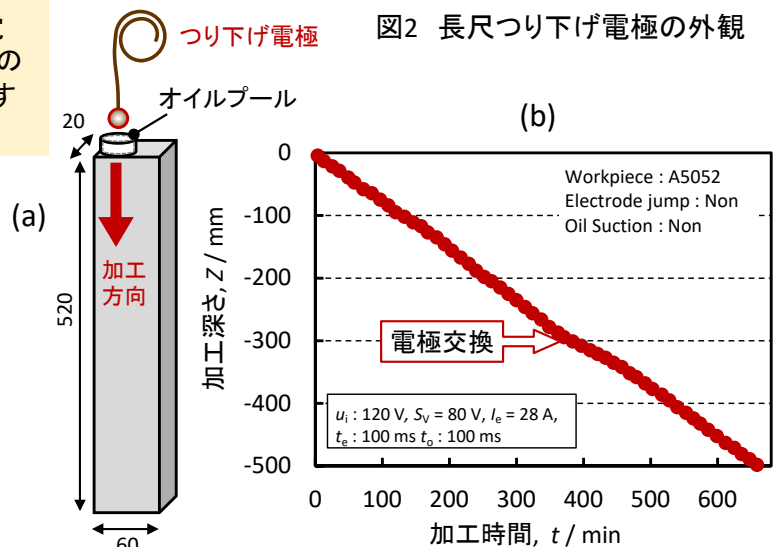 と
の
す
つり下げ電極
図2 長尺つり下げ電極の外観
オイルプール
20
(a)
加工
方向
520
60
(b)
加工深さ, Z / mm
0
-100
-200
-300
-400
-500
Workpiece : A5052
Electrode jump : Non
Oil Suction : Non
電極交換
u_i : 120 V, S_V = 80 V, I_e = 28 A,
t_e : 100 ms t_o : 100 ms
0 100 200 300 400 500 600
加工時間, t / min